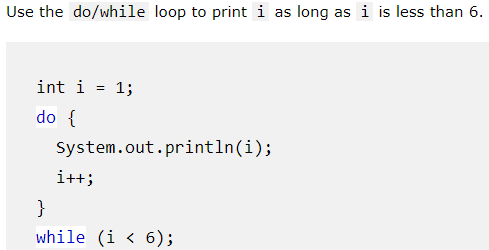 Use the do/while loop to print i as long as i is less than 6.
int i = 1;
do {
  System.out.println(i);
  i++;
}
while (i < 6);